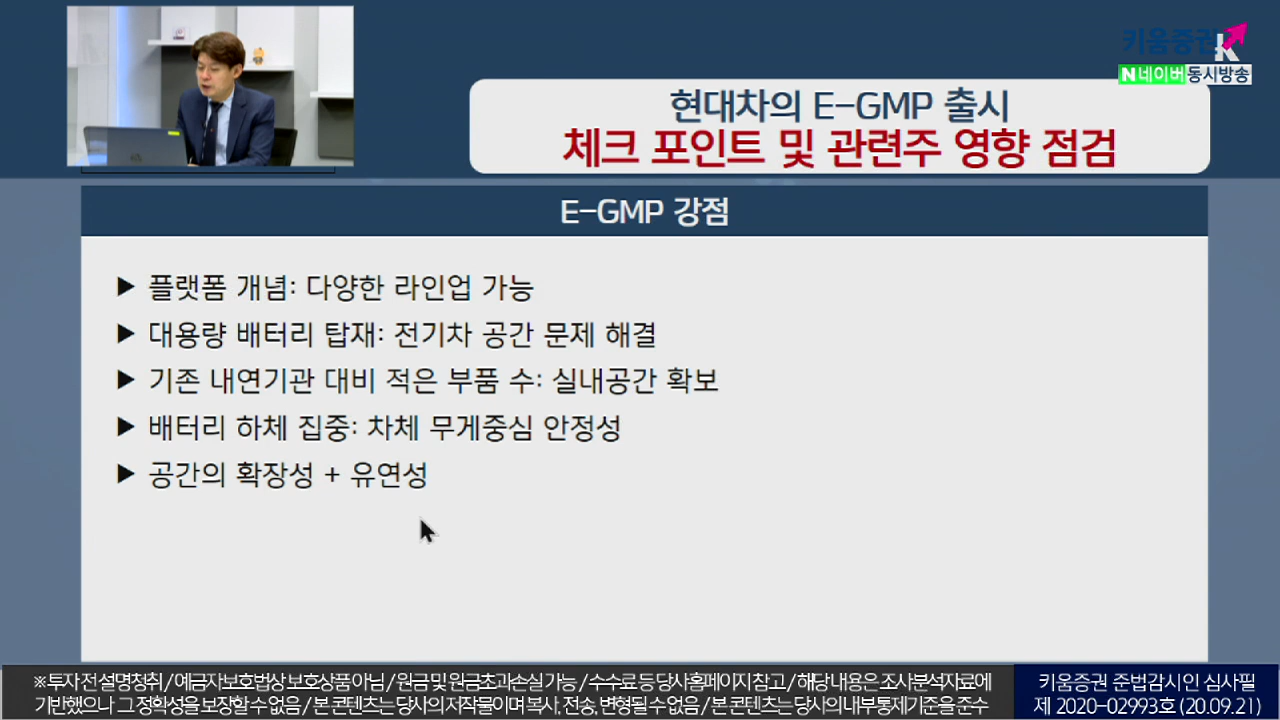 키움증권
K
N 네이버 동시방송
현대차의 E-GMP 출시
체크 포인트 및 관련주 영향 점검
E-GMP 강점
▶ 플랫폼 개념: 다양한 라인업 가능
▶ 대용량 배터리 탑재: 전기차 공간 문제 해결
▶ 기존 내연기관 대비 적은 부품 수: 실내공간 확보
▶ 배터리 하체 집중: 차체 무게중심 안정성
▶ 공간의 확장성 + 유연성
※ 투자 전 설명청취 / 예금자보호법상 보호상품 아님 / 원금 및 원금초과손실 가능 / 수수료 등 당사홈페이지 참고 / 해당 내용은 조사분석자료에
기반했으나 그 정확성을 보장할 수 없음 / 본 콘텐츠는 당사의 저작물이며 복사, 전송, 변형될 수 없음 / 본 콘텐츠는 당사의 내부통제기준을 준수
키움증권 준법감시인 심사필
제 2020-02993호 (20.09.21)